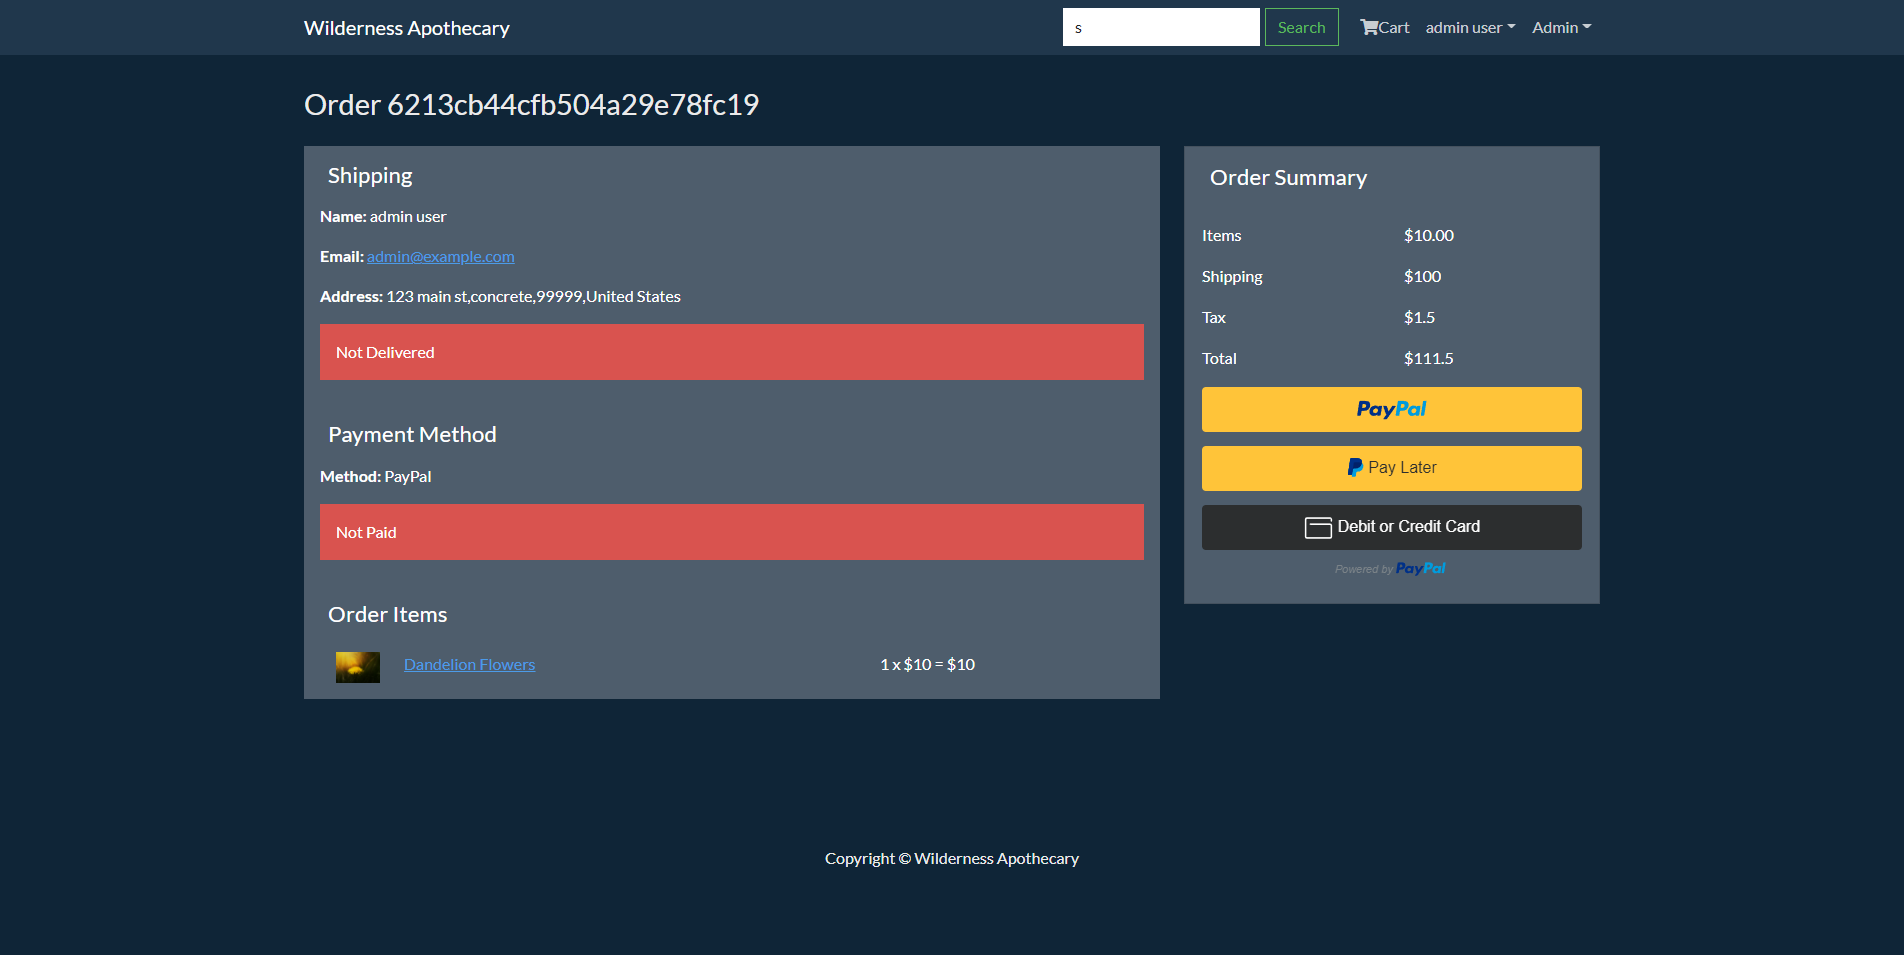 Wilderness Apothecary
s
Search
Cart
admin user
Admin
Order 6213cb44cfb504a29e78fc19
Shipping
Name: admin user
Email: admin@example.com
Address: 123 main st,concrete,99999,United States
Not Delivered
Payment Method
Method: PayPal
Not Paid
Order Items
Dandelion Flowers
1 x $10 = $10
Order Summary
Items $10.00
Shipping $100
Tax $1.5
Total $111.5
PayPal
Pay Later
Debit or Credit Card
Powered by PayPal
Copyright © Wilderness Apothecary